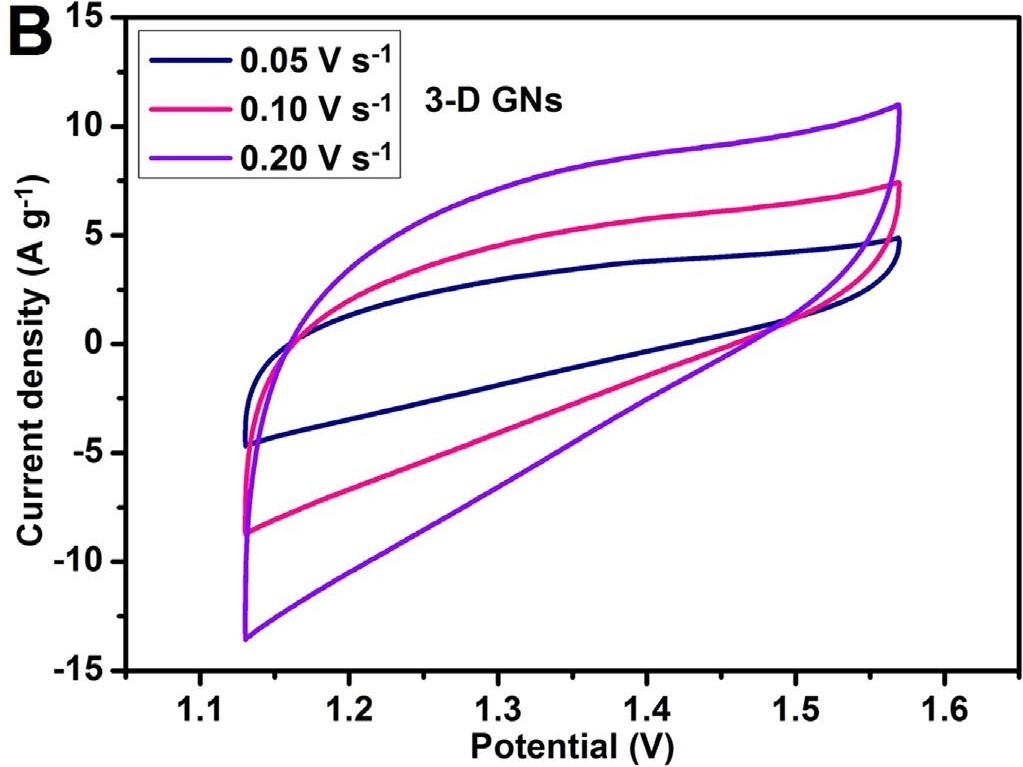 B
0.05 V s⁻¹
0.10 V s⁻¹
0.20 V s⁻¹
3-D GNs
Current density (A g⁻¹)
15
10
5
0
-5
-10
-15
1.1 1.2 1.3 1.4 1.5 1.6
Potential (V)